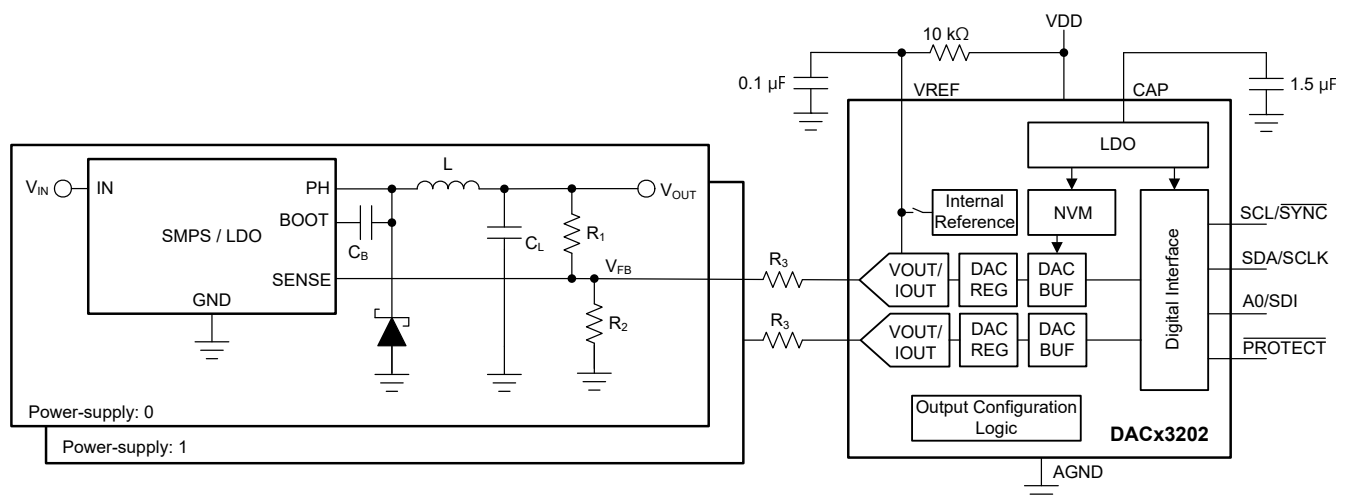 10 kΩ
VDD
0.1 µF
VREF
CAP
1.5 µF
LDO
Internal
Reference
NVM
Digital Interface
SCL/SYNC
SDA/SCLK
A0/SDI
PROTECT
VOUT/
IOUT
DAC
REG
DAC
BUF
VOUT/
IOUT
DAC
REG
DAC
BUF
Output Configuration
Logic
DACx3202
AGND
VIN
IN
PH
L
VOUT
BOOT
SMPS / LDO
CB
CL
R1
SENSE
VFB
R3
GND
R2
R3
Power-supply: 0
Power-supply: 1